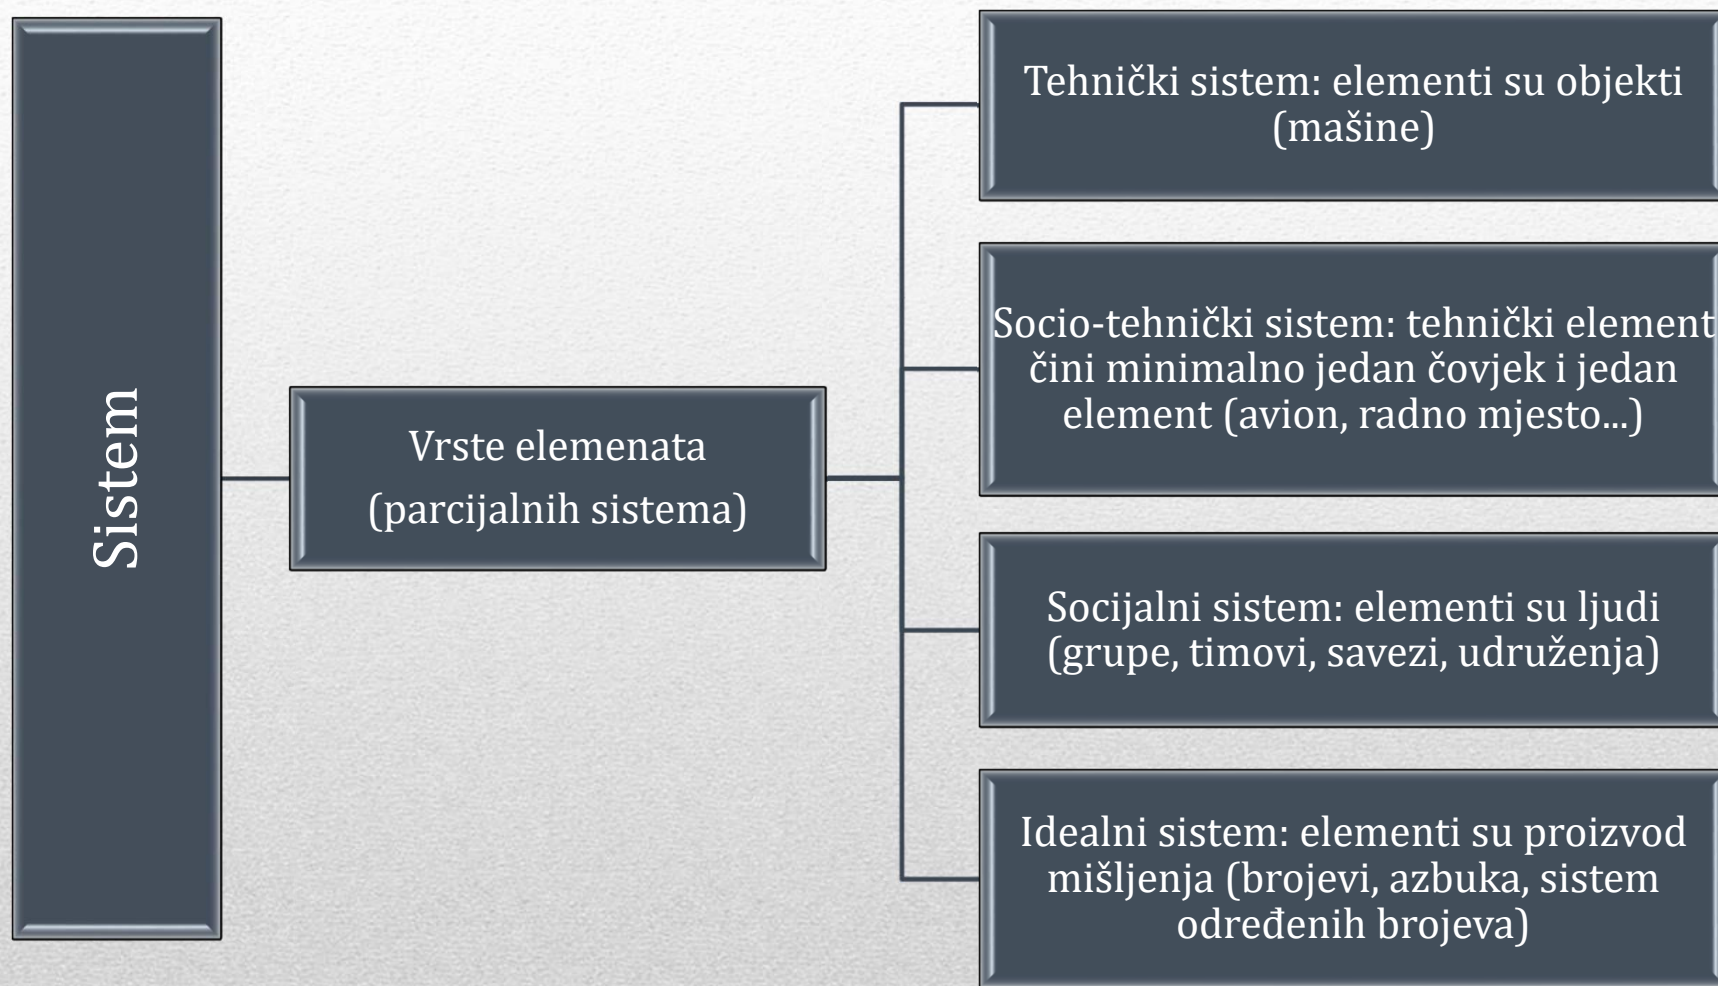 Sistem
Vrste elemenata
(parcijalnih sistema)
Tehnički sistem: elementi su objekti
(mašine)
Socio-tehnički sistem: tehnički element
čini minimalno jedan čovjek i jedan
element (avion, radno mjesto...)
Socijalni sistem: elementi su ljudi
(grupe, timovi, savezi, udruženja)
Idealni sistem: elementi su proizvod
mišljenja (brojevi, azbuka, sistem
određenih brojeva)